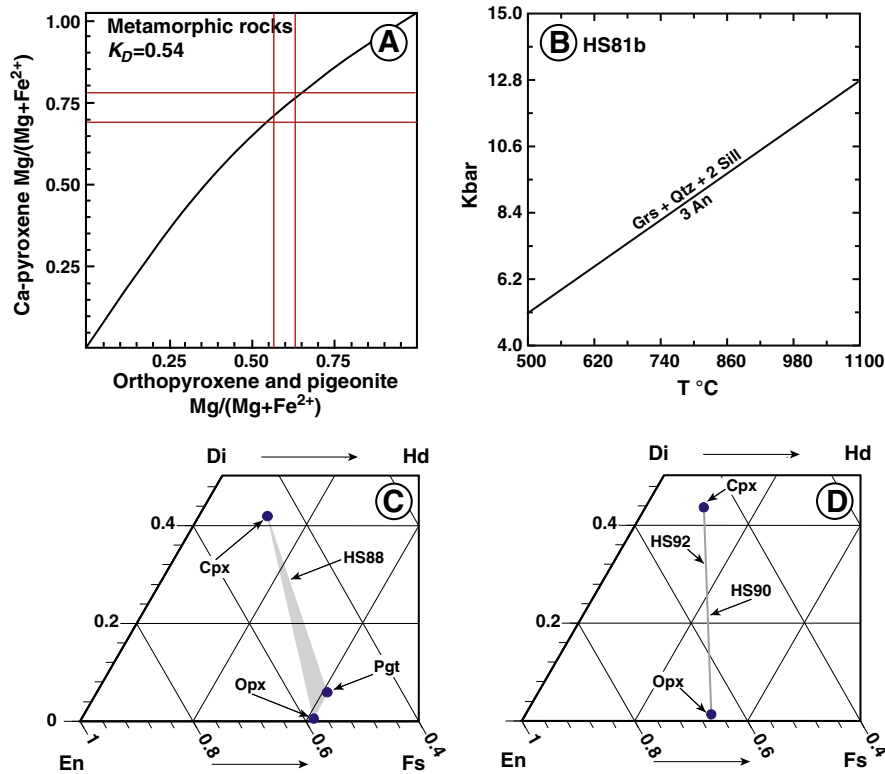 Metamorphic rocks
K_D=0.54
A
1.00
0.75
0.50
0.25
Ca-pyroxene Mg/(Mg+Fe²⁺)
0.25 0.50 0.75
Orthopyroxene and pigeonite
Mg/(Mg+Fe²⁺)
B HS81b
15.0
12.8
10.6
8.4
6.2
4.0
Kbar
Grs + Qtz + 2 Sill
3 An
500 620 740 860 980 1100
T °C
Di Hd
C
0.4
0.2
0
Cpx
HS88
Opx
Pgt
1 0.8 0.6 0.4
En Fs
Di Hd
D
0.4
0.2
0
Cpx
HS92
HS90
Opx
1 0.8 0.6 0.4
En Fs